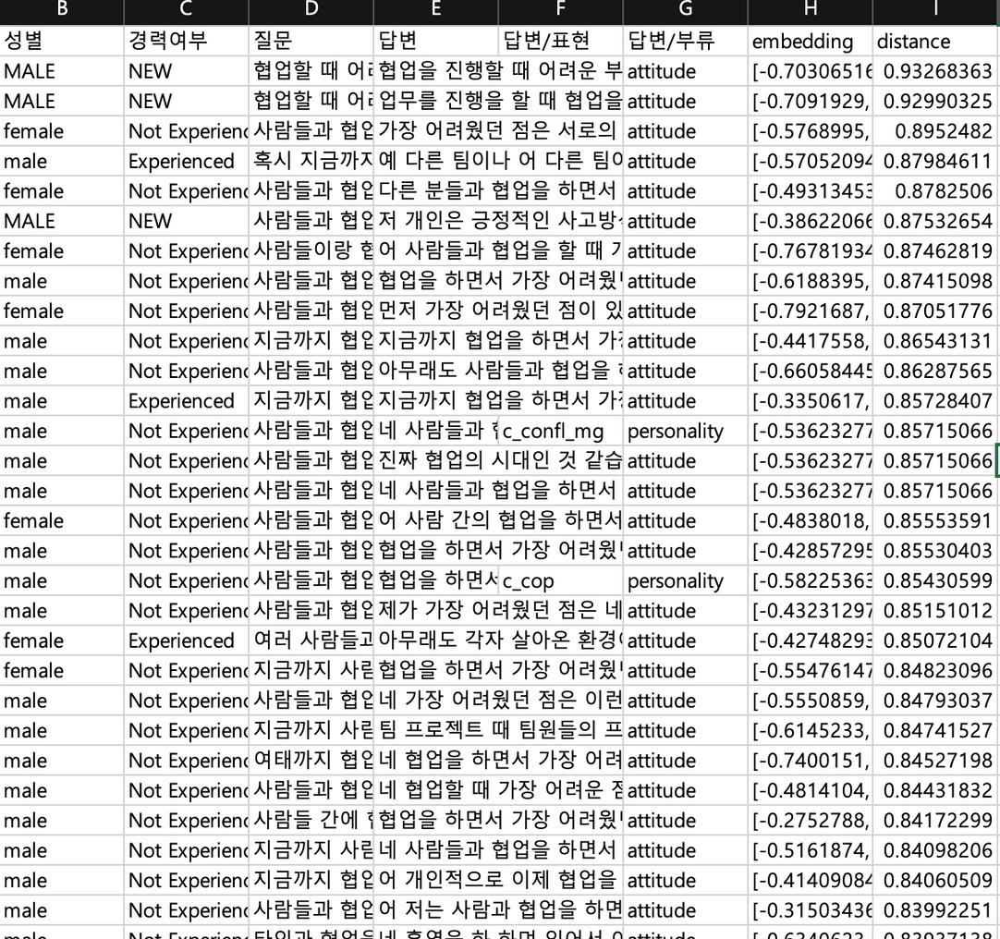 B C D E F G H I
성별 경력여부 질문 답변 답변/표현 답변/부류 embedding distance
MALE NEW 협업할 때 어려 협업을 진행할 때 어려운 부 attitude [-0.70306516 0.93268363
MALE NEW 협업할 때 어려 업무를 진행을 할 때 협업을 attitude [-0.7091929, 0.92990325
female Not Experienc 사람들과 협업 가장 어려웠던 점은 서로의 attitude [-0.5768995, 0.8952482
male Experienced 혹시 지금까지 예 다른 팀이나 어 다른 팀이 attitude [-0.57052094 0.87984611
female Not Experienc 사람들과 협업 다른 분들과 협업을 하면서 attitude [-0.49313453 0.8782506
MALE NEW 사람들과 협업 저 개인은 긍정적인 사고방식 attitude [-0.38622066 0.87532654
female Not Experienc 사람들이랑 협 어 사람들과 협업을 할 때 가 attitude [-0.76781934 0.87462819
male Not Experienc 사람들과 협업 협업을 하면서 가장 어려웠 attitude [-0.6188395, 0.87415098
female Not Experienc 사람들과 협업 먼저 가장 어려웠던 점이 있 attitude [-0.7921687, 0.87051776
male Not Experienc 지금까지 협업 지금까지 협업을 하면서 가장 attitude [-0.4417558, 0.86543131
male Not Experienc 사람들과 협업 아무래도 사람들과 협업을 하 attitude [-0.66058445 0.86287565
male Experienced 지금까지 협업 지금까지 협업을 하면서 가장 attitude [-0.3350617, 0.85728407
male Not Experienc 사람들과 협업 네 사람들과 협 c_confl_mg personality [-0.53623277 0.85715066
male Not Experienc 사람들과 협업 진짜 협업의 시대인 것 같습 attitude [-0.53623277 0.85715066
male Not Experienc 사람들과 협업 네 사람들과 협업을 하면서 attitude [-0.53623277 0.85715066
female Not Experienc 사람들과 협업 어 사람 간의 협업을 하면서 attitude [-0.4838018, 0.85553591
male Not Experienc 사람들과 협업 협업을 하면서 가장 어려웠 attitude [-0.42857295 0.85530403
male Not Experienc 사람들과 협업 협업을 하면서 c_cop personality [-0.58225363 0.85430599
male Not Experienc 사람들과 협업 제가 가장 어려웠던 점은 네 attitude [-0.43231297 0.85151012
female Experienced 여러 사람들과 아무래도 각자 살아온 환경이 attitude [-0.42748293 0.85072104
female Not Experienc 지금까지 사람 협업을 하면서 가장 어려웠 attitude [-0.55476147 0.84823096
male Not Experienc 사람들과 협업 네 가장 어려웠던 점은 이런 attitude [-0.5550859, 0.84793037
male Not Experienc 지금까지 사람 팀 프로젝트 때 팀원들의 프 attitude [-0.6145233, 0.84741527
male Not Experienc 여태까지 협업 네 협업을 하면서 가장 어려 attitude [-0.7400151, 0.84527198
male Not Experienc 사람들과 협업 네 협업할 때 가장 어려운 점 attitude [-0.4814104, 0.84431832
male Not Experienc 사람들 간에 협 협업을 하면서 가장 어려웠 attitude [-0.2752788, 0.84172299
male Not Experienc 지금까지 사람 네 사람들과 협업을 하면서 attitude [-0.5161874, 0.84098206
male Not Experienc 지금까지 협업 어 개인적으로 이제 협업을 attitude [-0.41409084 0.84060509
male Not Experienc 사람들과 협업 어 저는 사람과 협업을 하면 attitude [-0.31503436 0.83992251
male Not Experienc attitude